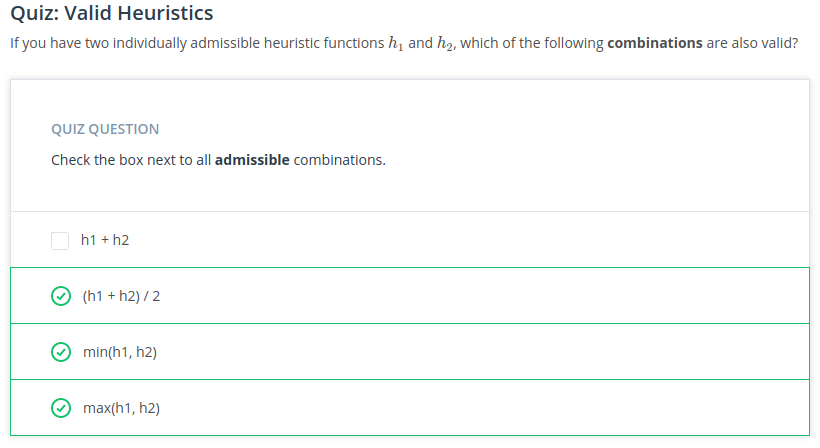 Quiz: Valid Heuristics
If you have two individually admissible heuristic functions h1 and h2, which of the following combinations are also valid?
QUIZ QUESTION
Check the box next to all admissible combinations.
h1 + h2
(h1 + h2) / 2
min(h1, h2)
max(h1, h2)